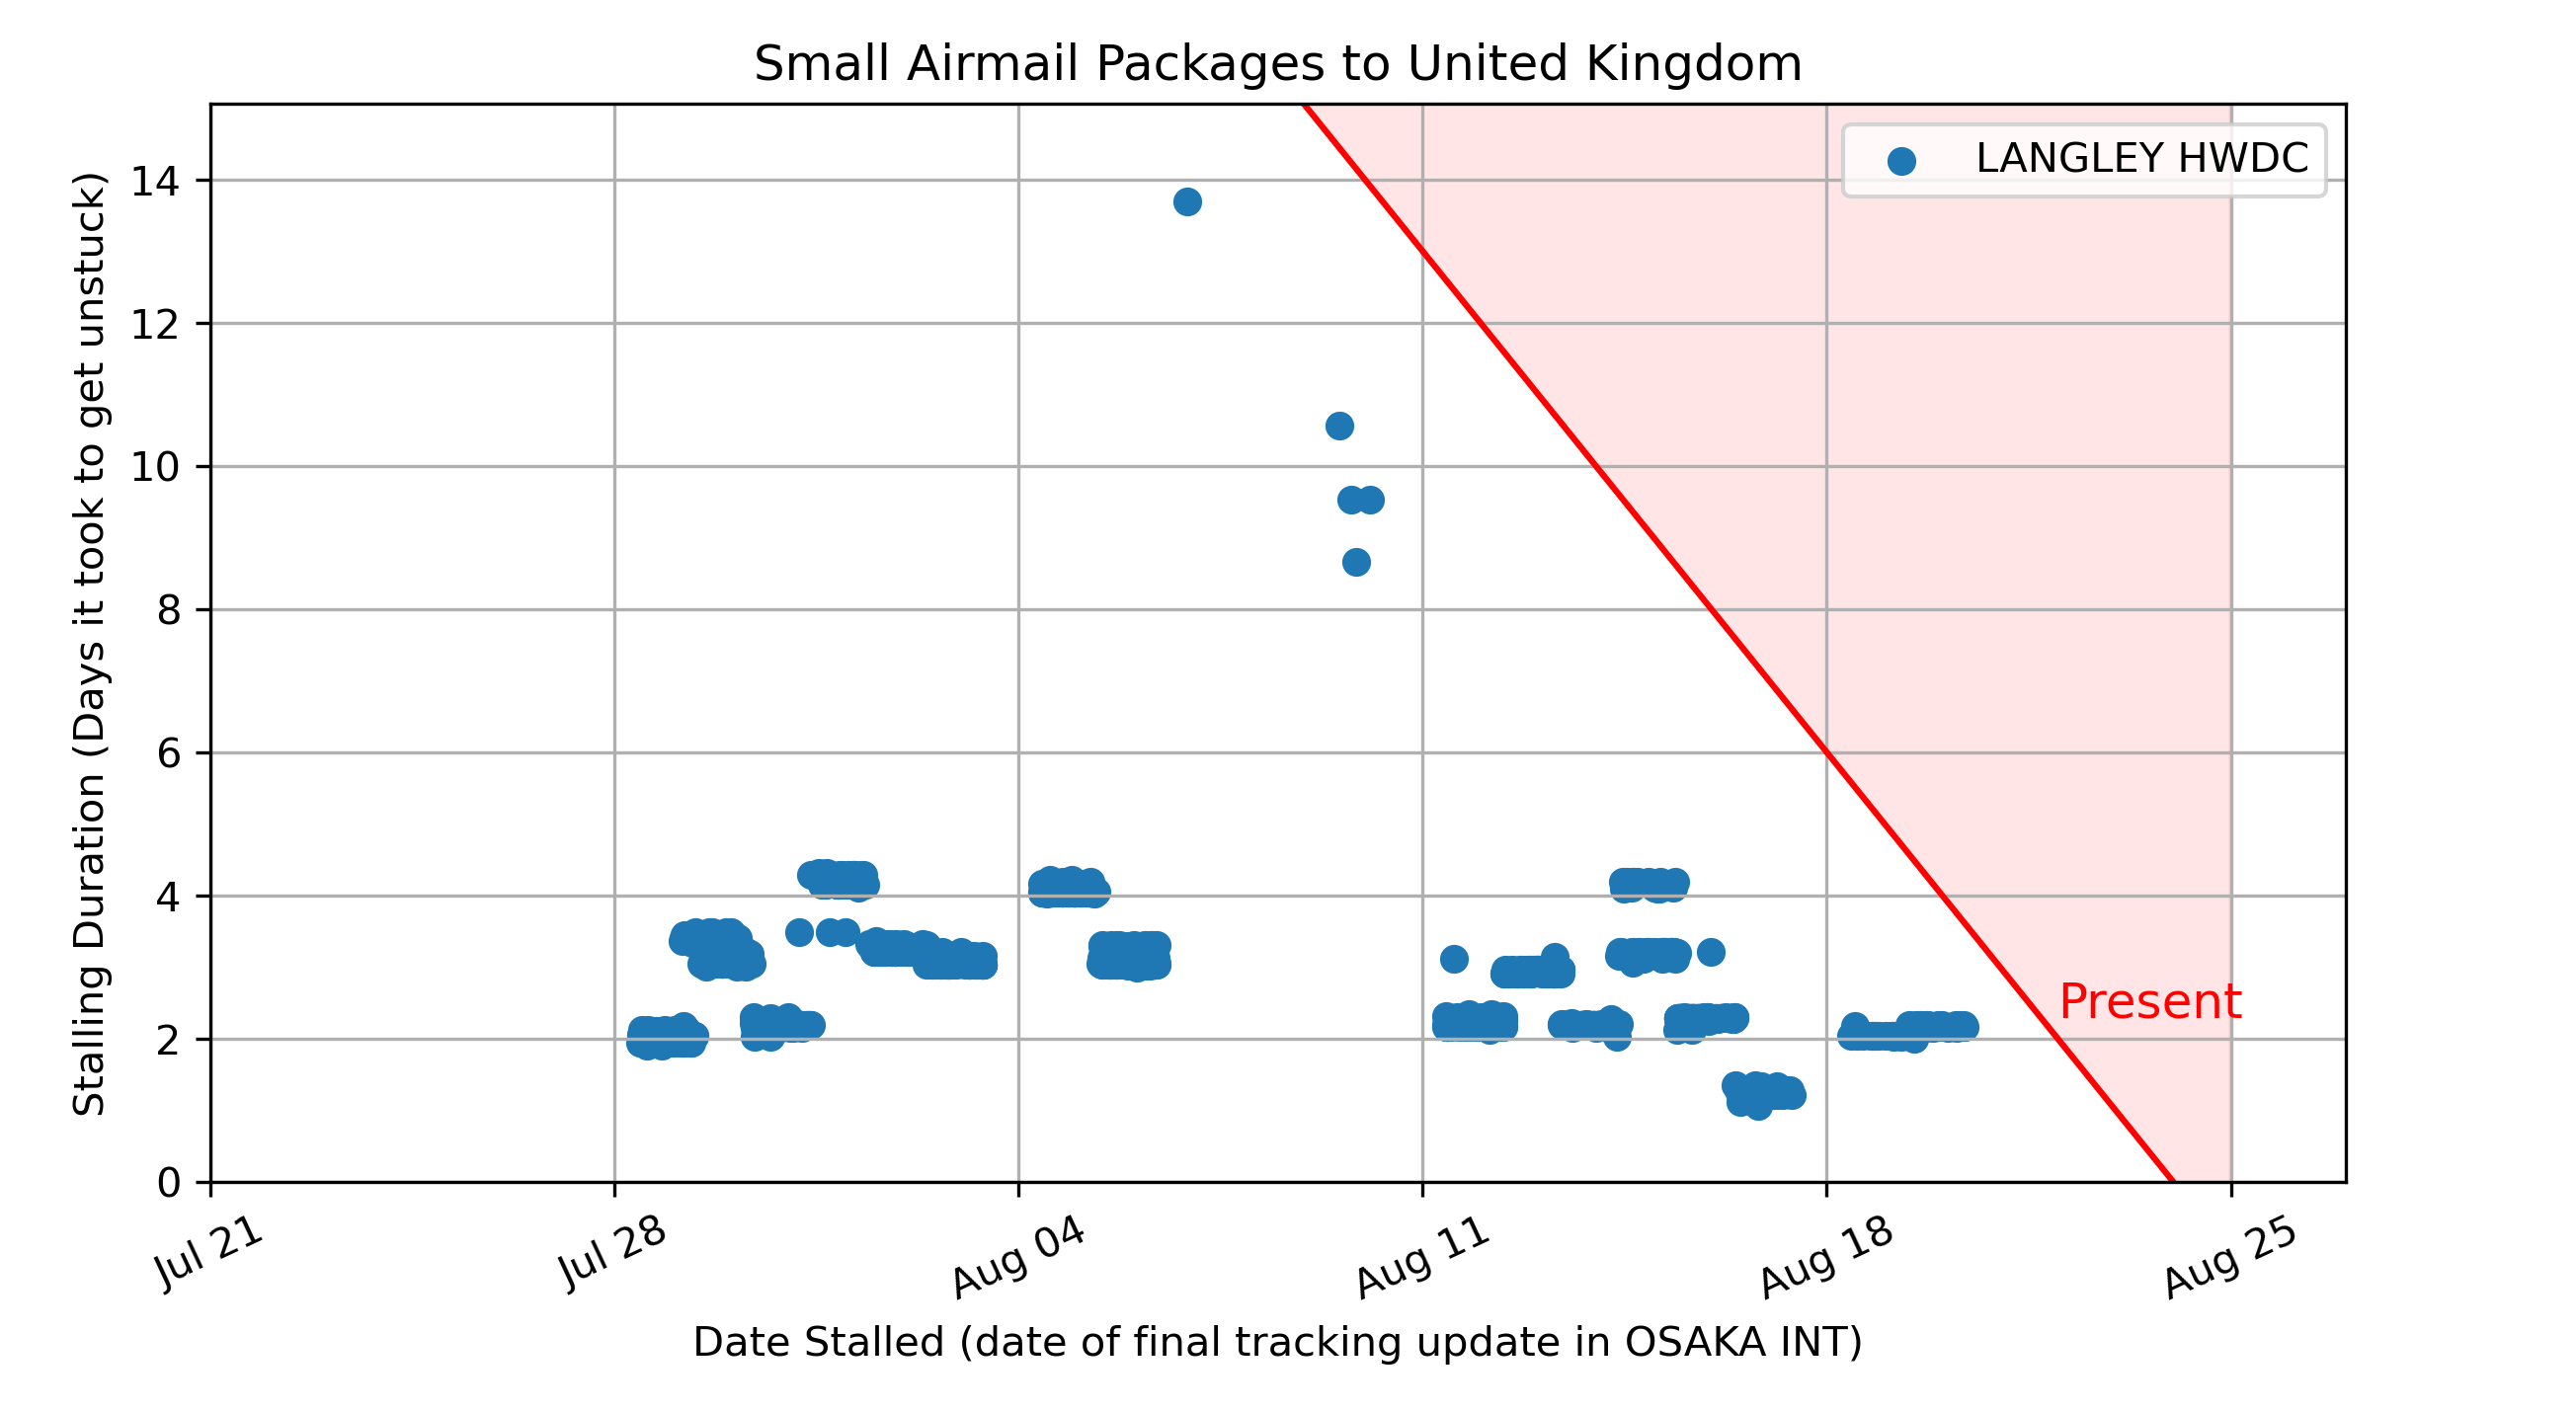 Small Airmail Packages to United Kingdom
LANGLEY HWDC
Stalling Duration (Days it took to get unstuck)
14
12
10
8
6
4
2
0
Present
Jul 21
Jul 28
Aug 04
Aug 11
Aug 18
Aug 25
Date Stalled (date of final tracking update in OSAKA INT)